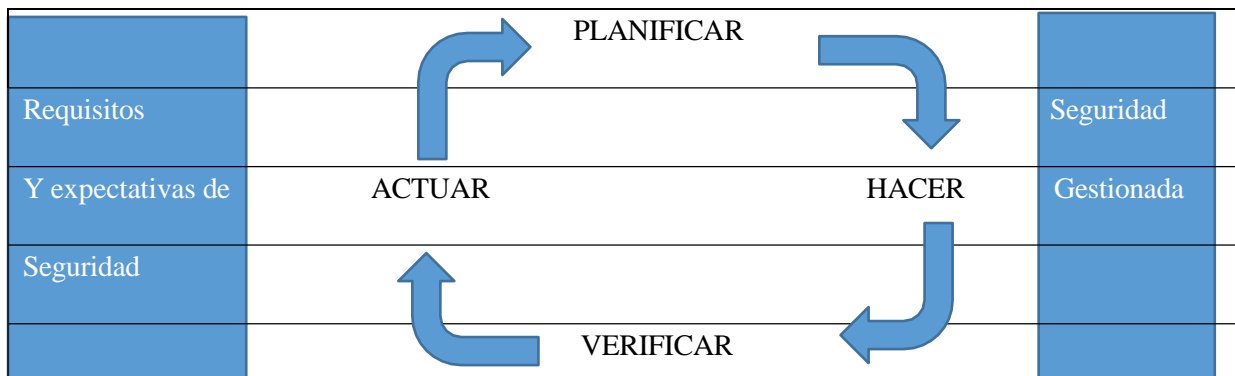 PLANIFICAR
Requisitos
Seguridad
Y expectativas de
ACTUAR
HACER
Gestionada
Seguridad
VERIFICAR